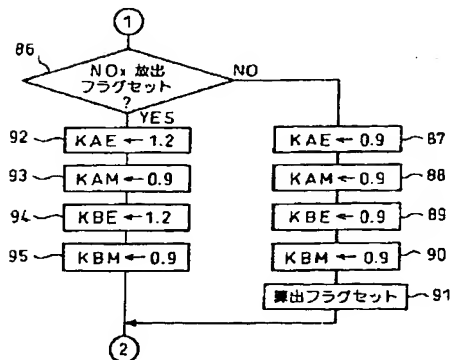 1
86
NOx 放出
フラグセット
?
NO
YES
92
KAE ← 1.2
KAE ← 0.9
87
93
KAM ← 0.9
KAM ← 0.9
88
94
KBE ← 1.2
KBE ← 0.9
89
95
KBM ← 0.9
KBM ← 0.9
90
算出フラグセット
91
2